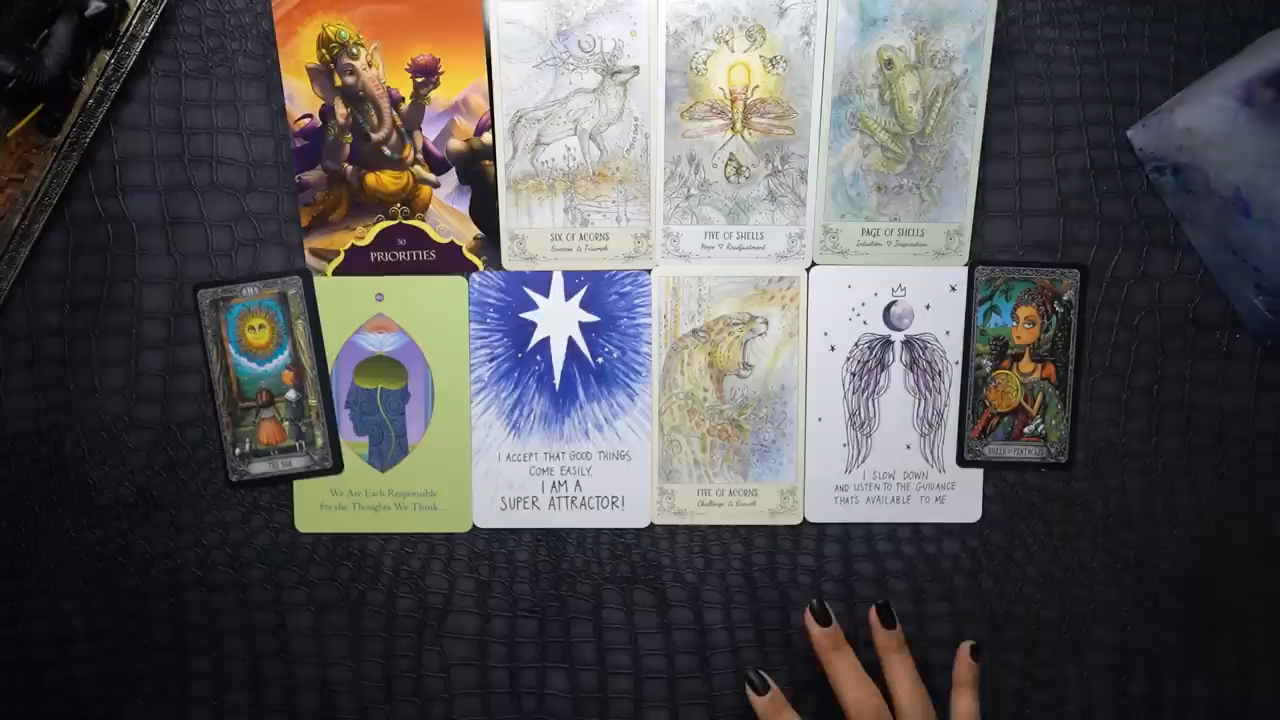 30
PRIORITIES
SIX OF ACORNS
Success & Triumph
FIVE OF SHELLS
Hope ♡ Readjustment
PAGE OF SHELLS
Intuition ♡ Inspiration
THE SUN
We Are Each Responsible
for the Thoughts We Think...
I ACCEPT THAT GOOD THINGS
COME EASILY.
I AM A
SUPER ATTRACTOR!
FIVE OF ACORNS
Challenge & Growth
I SLOW DOWN
AND LISTEN TO THE GUIDANCE
THAT'S AVAILABLE TO ME
QUEEN OF PENTACLES